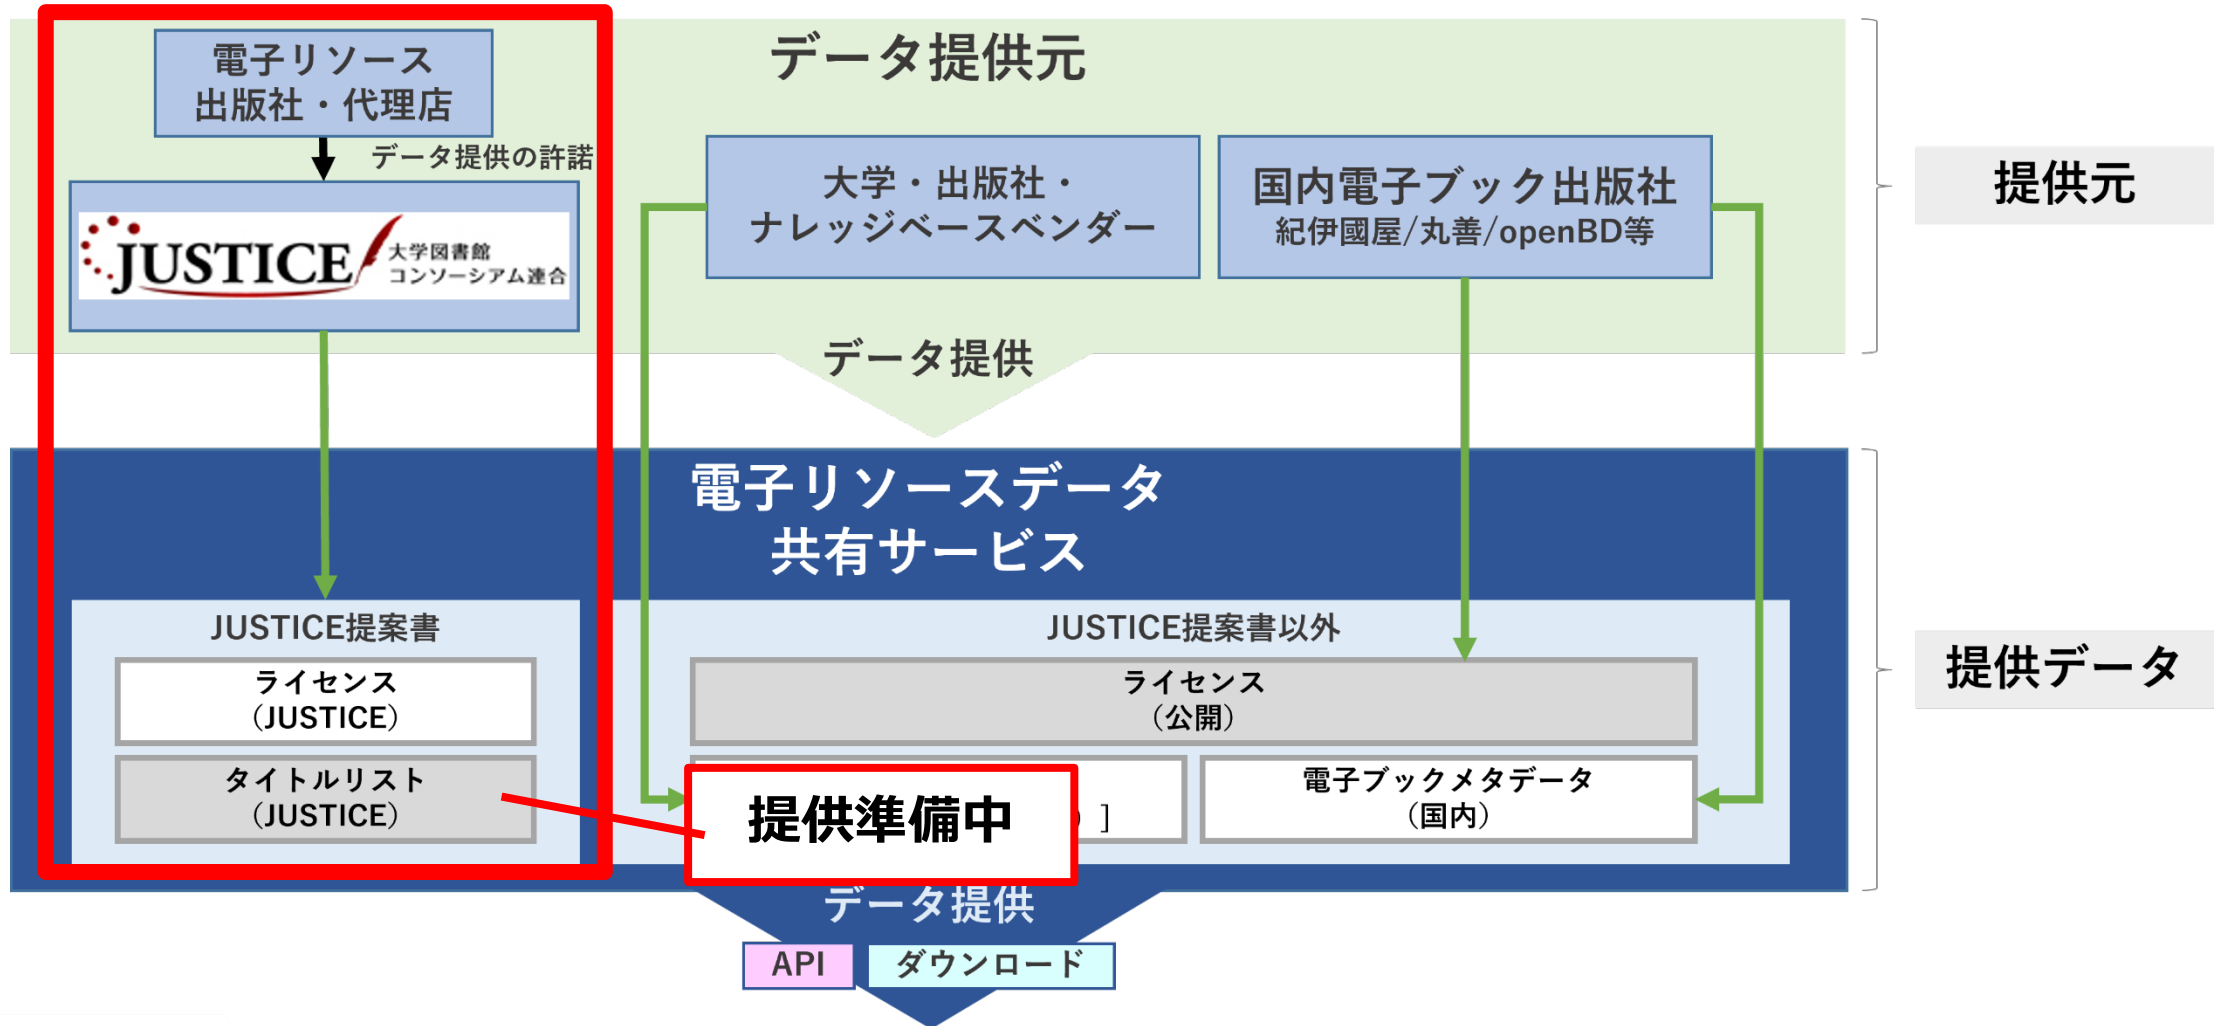 データ提供元
電子リソース
出版社・代理店
データ提供の許諾
JUSTICE
大学図書館
コンソーシアム連合
大学・出版社・
ナレッジベースベンダー
国内電子ブック出版社
紀伊國屋/丸善/openBD等
提供元
データ提供
電子リソースデータ
共有サービス
JUSTICE提案書
ライセンス
（JUSTICE）
タイトルリスト
（JUSTICE）
JUSTICE提案書以外
ライセンス
（公開）
提供準備中
）］
電子ブックメタデータ
（国内）
提供データ
データ提供
API
ダウンロード